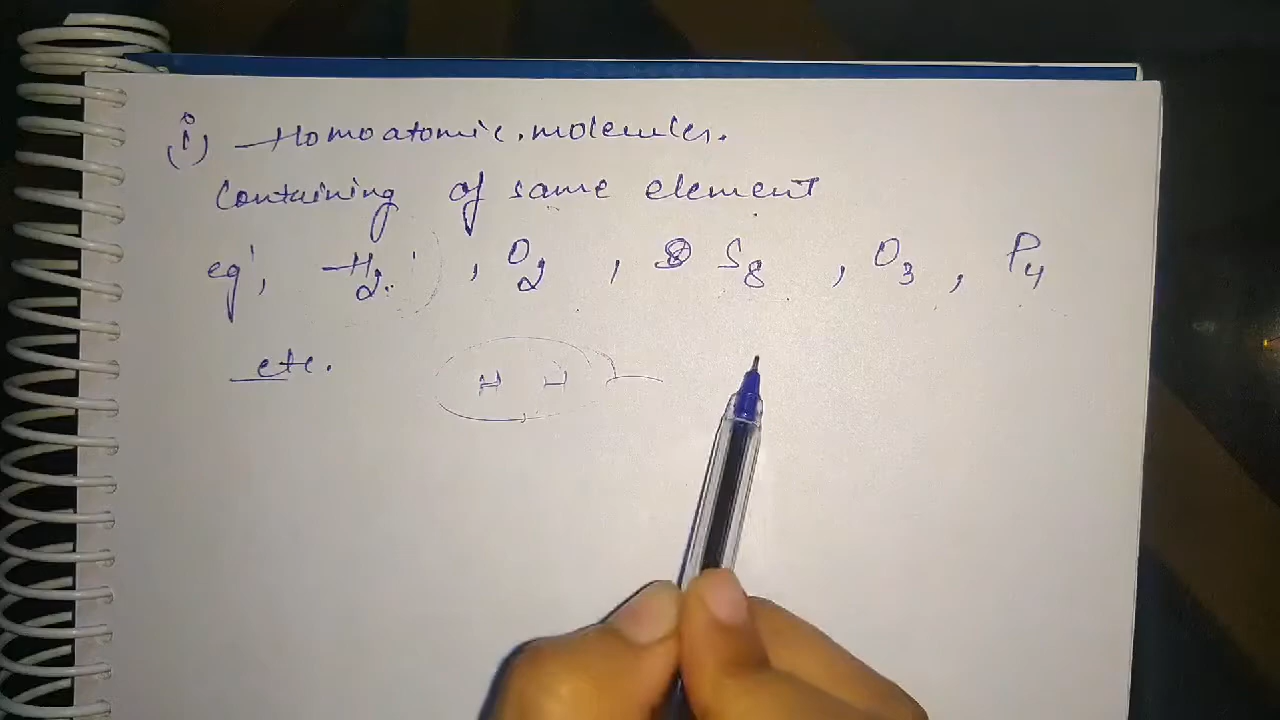 (i) Homoatomic molecules.
Containing of same element
eg', H2, O2, S8, O3, P4
etc.
H H